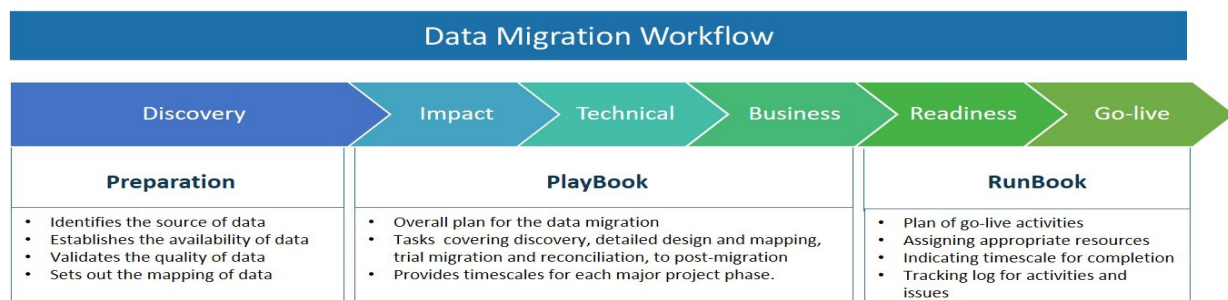 Data Migration Workflow
Discovery
Impact
Technical
Business
Readiness
Go-live
Preparation
• Identifies the source of data
• Establishes the availability of data
• Validates the quality of data
• Sets out the mapping of data
PlayBook
• Overall plan for the data migration
• Tasks covering discovery, detailed design and mapping,
trial migration and reconciliation, to post-migration
• Provides timescales for each major project phase.
RunBook
• Plan of go-live activities
• Assigning appropriate resources
• Indicating timescale for completion
• Tracking log for activities and
issues